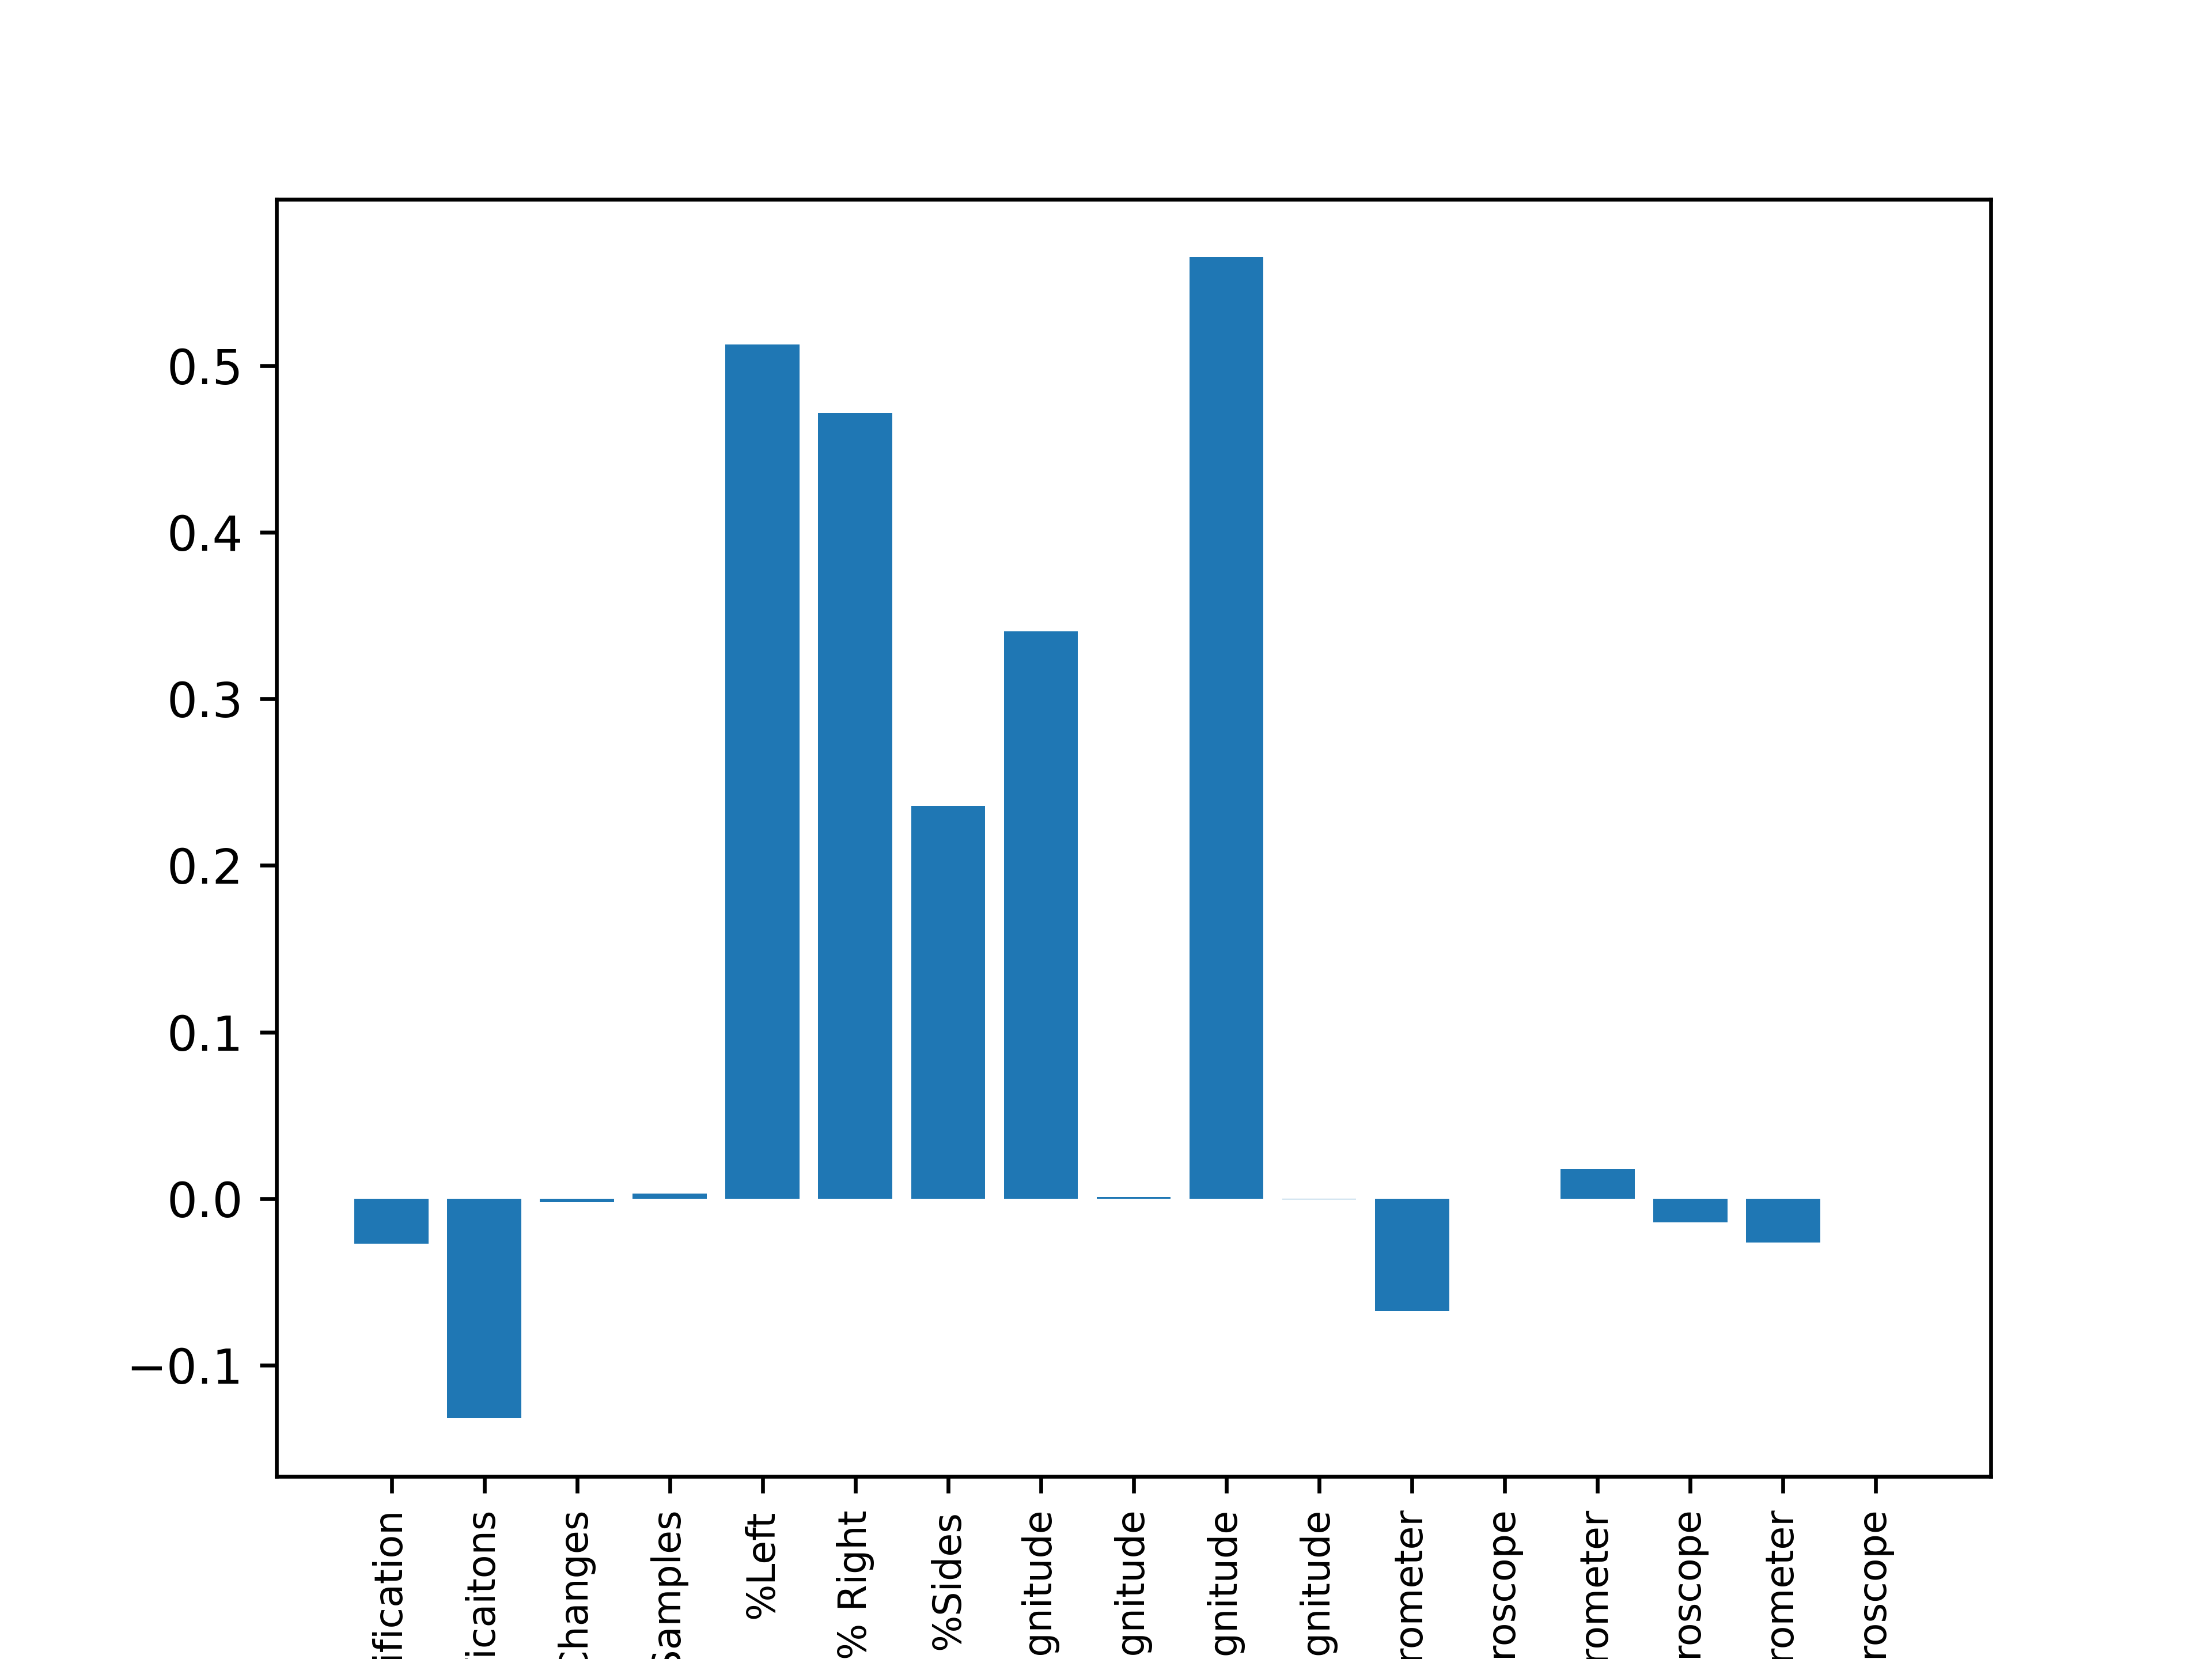 0.5
0.4
0.3
0.2
0.1
0.0
−0.1
ification
icaitons
Changes
Samples
%Left
% Right
%Sides
gnitude
gnitude
gnitude
gnitude
rometer
roscope
rometer
roscope
rometer
roscope